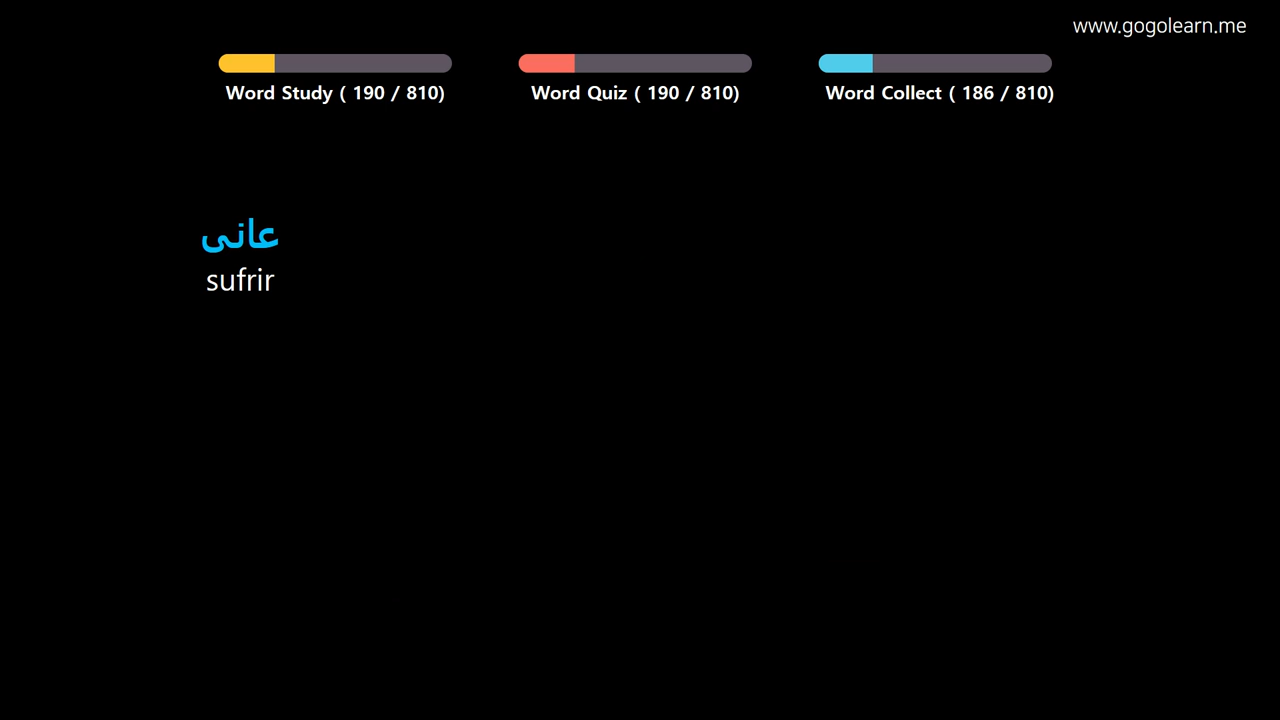 www.gogolearn.me
Word Study ( 190 / 810)
Word Quiz ( 190 / 810)
Word Collect ( 186 / 810)
عانى
sufrir